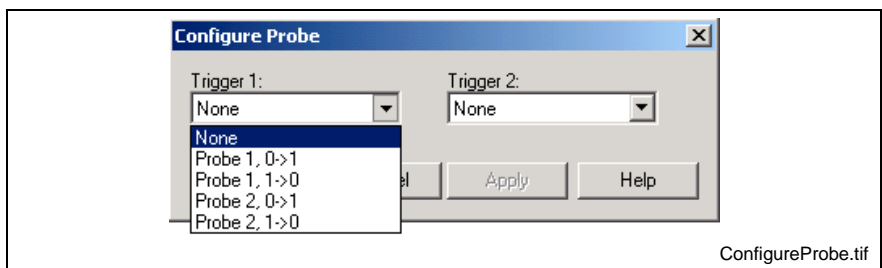 Configure Probe
Trigger 1:
Trigger 2:
None
None
None
Probe 1, 0->1
Probe 1, 1->0
Probe 2, 0->1
Probe 2, 1->0
el
Apply
Help
ConfigureProbe.tif